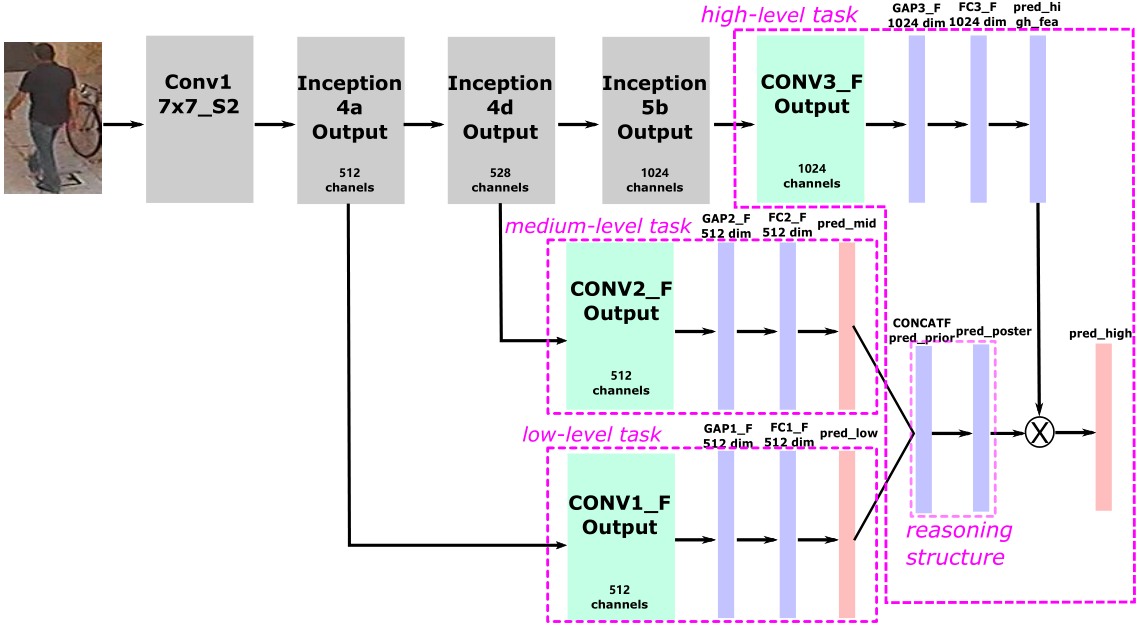 high-level task
GAP3_F
1024 dim
FC3_F
1024 dim
pred_hi
gh_fea
Conv1
7x7_S2
Inception
4a
Output
512
chanels
Inception
4d
Output
528
channels
Inception
5b
Output
1024
channels
CONV3_F
Output
1024
channels
medium-level task
GAP2_F
512 dim
FC2_F
512 dim
pred_mid
CONV2_F
Output
512
channels
CONCATF
pred_prior
pred_poster
pred_high
X
low-level task
GAP1_F
512 dim
FC1_F
512 dim
pred_low
CONV1_F
Output
512
channels
reasoning
structure